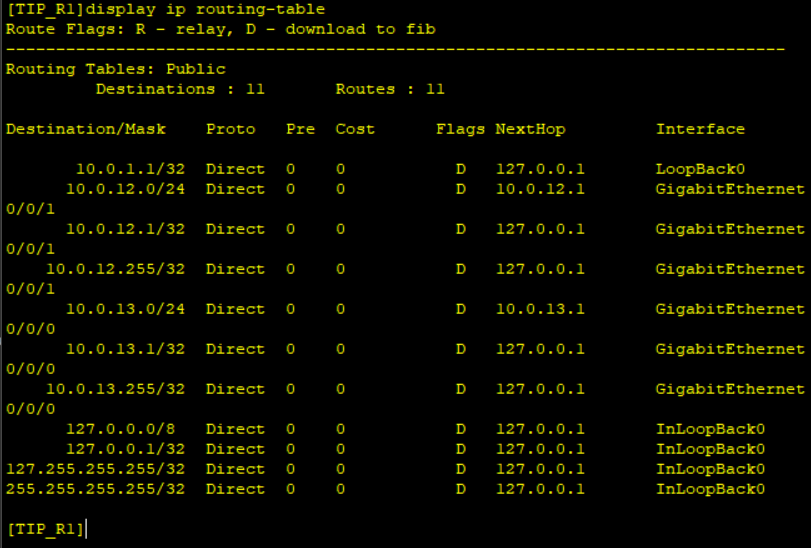 [TIP_R1]display ip routing-table
Route Flags: R - relay, D - download to fib
------------------------------------------------------------------------------
Routing Tables: Public
         Destinations : 11       Routes : 11

Destination/Mask    Proto   Pre  Cost      Flags NextHop         Interface

       10.0.1.1/32  Direct  0    0           D   127.0.0.1       LoopBack0
      10.0.12.0/24  Direct  0    0           D   10.0.12.1       GigabitEthernet
0/0/1
      10.0.12.1/32  Direct  0    0           D   127.0.0.1       GigabitEthernet
0/0/1
    10.0.12.255/32  Direct  0    0           D   127.0.0.1       GigabitEthernet
0/0/1
      10.0.13.0/24  Direct  0    0           D   10.0.13.1       GigabitEthernet
0/0/0
      10.0.13.1/32  Direct  0    0           D   127.0.0.1       GigabitEthernet
0/0/0
    10.0.13.255/32  Direct  0    0           D   127.0.0.1       GigabitEthernet
0/0/0
      127.0.0.0/8   Direct  0    0           D   127.0.0.1       InLoopBack0
      127.0.0.1/32  Direct  0    0           D   127.0.0.1       InLoopBack0
127.255.255.255/32  Direct  0    0           D   127.0.0.1       InLoopBack0
255.255.255.255/32  Direct  0    0           D   127.0.0.1       InLoopBack0

[TIP_R1]